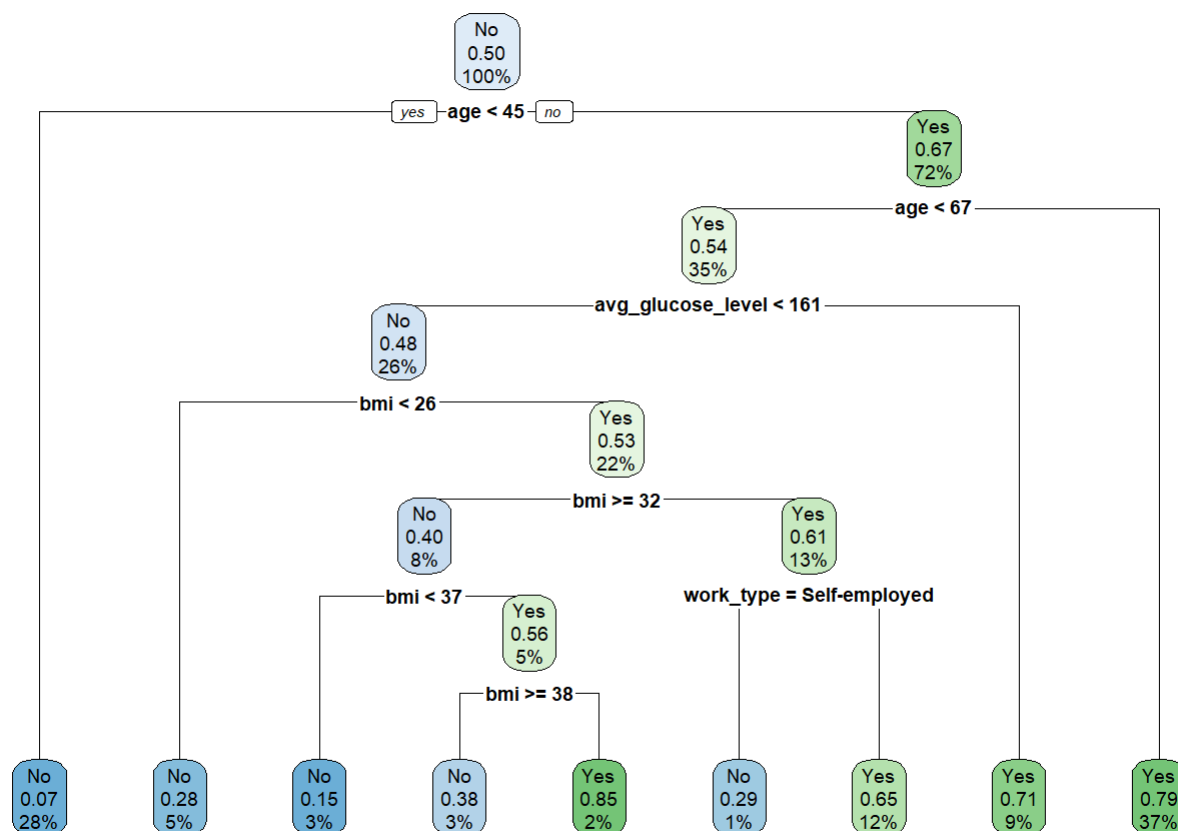 No
0.50
100%
yes age < 45 no
Yes
0.67
72%
age < 67
Yes
0.54
35%
avg_glucose_level < 161
No
0.48
26%
bmi < 26
Yes
0.53
22%
bmi >= 32
No
0.40
8%
Yes
0.61
13%
bmi < 37
work_type = Self-employed
Yes
0.56
5%
bmi >= 38
No
0.07
28%
No
0.28
5%
No
0.15
3%
No
0.38
3%
Yes
0.85
2%
No
0.29
1%
Yes
0.65
12%
Yes
0.71
9%
Yes
0.79
37%